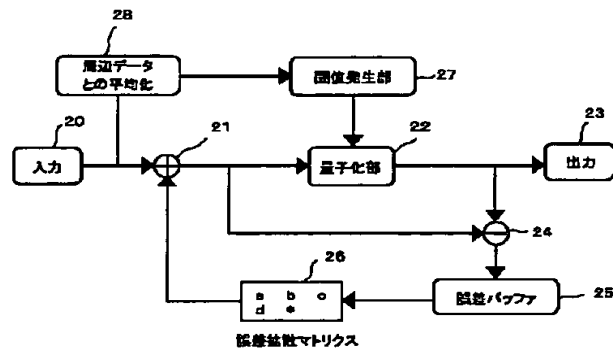 28
周辺データ
との平均化
閾値発生部
27
20
21
22
23
入力
量子化部
出力
24
26
a b c
d *
誤差バッファ
25
誤差拡散マトリクス